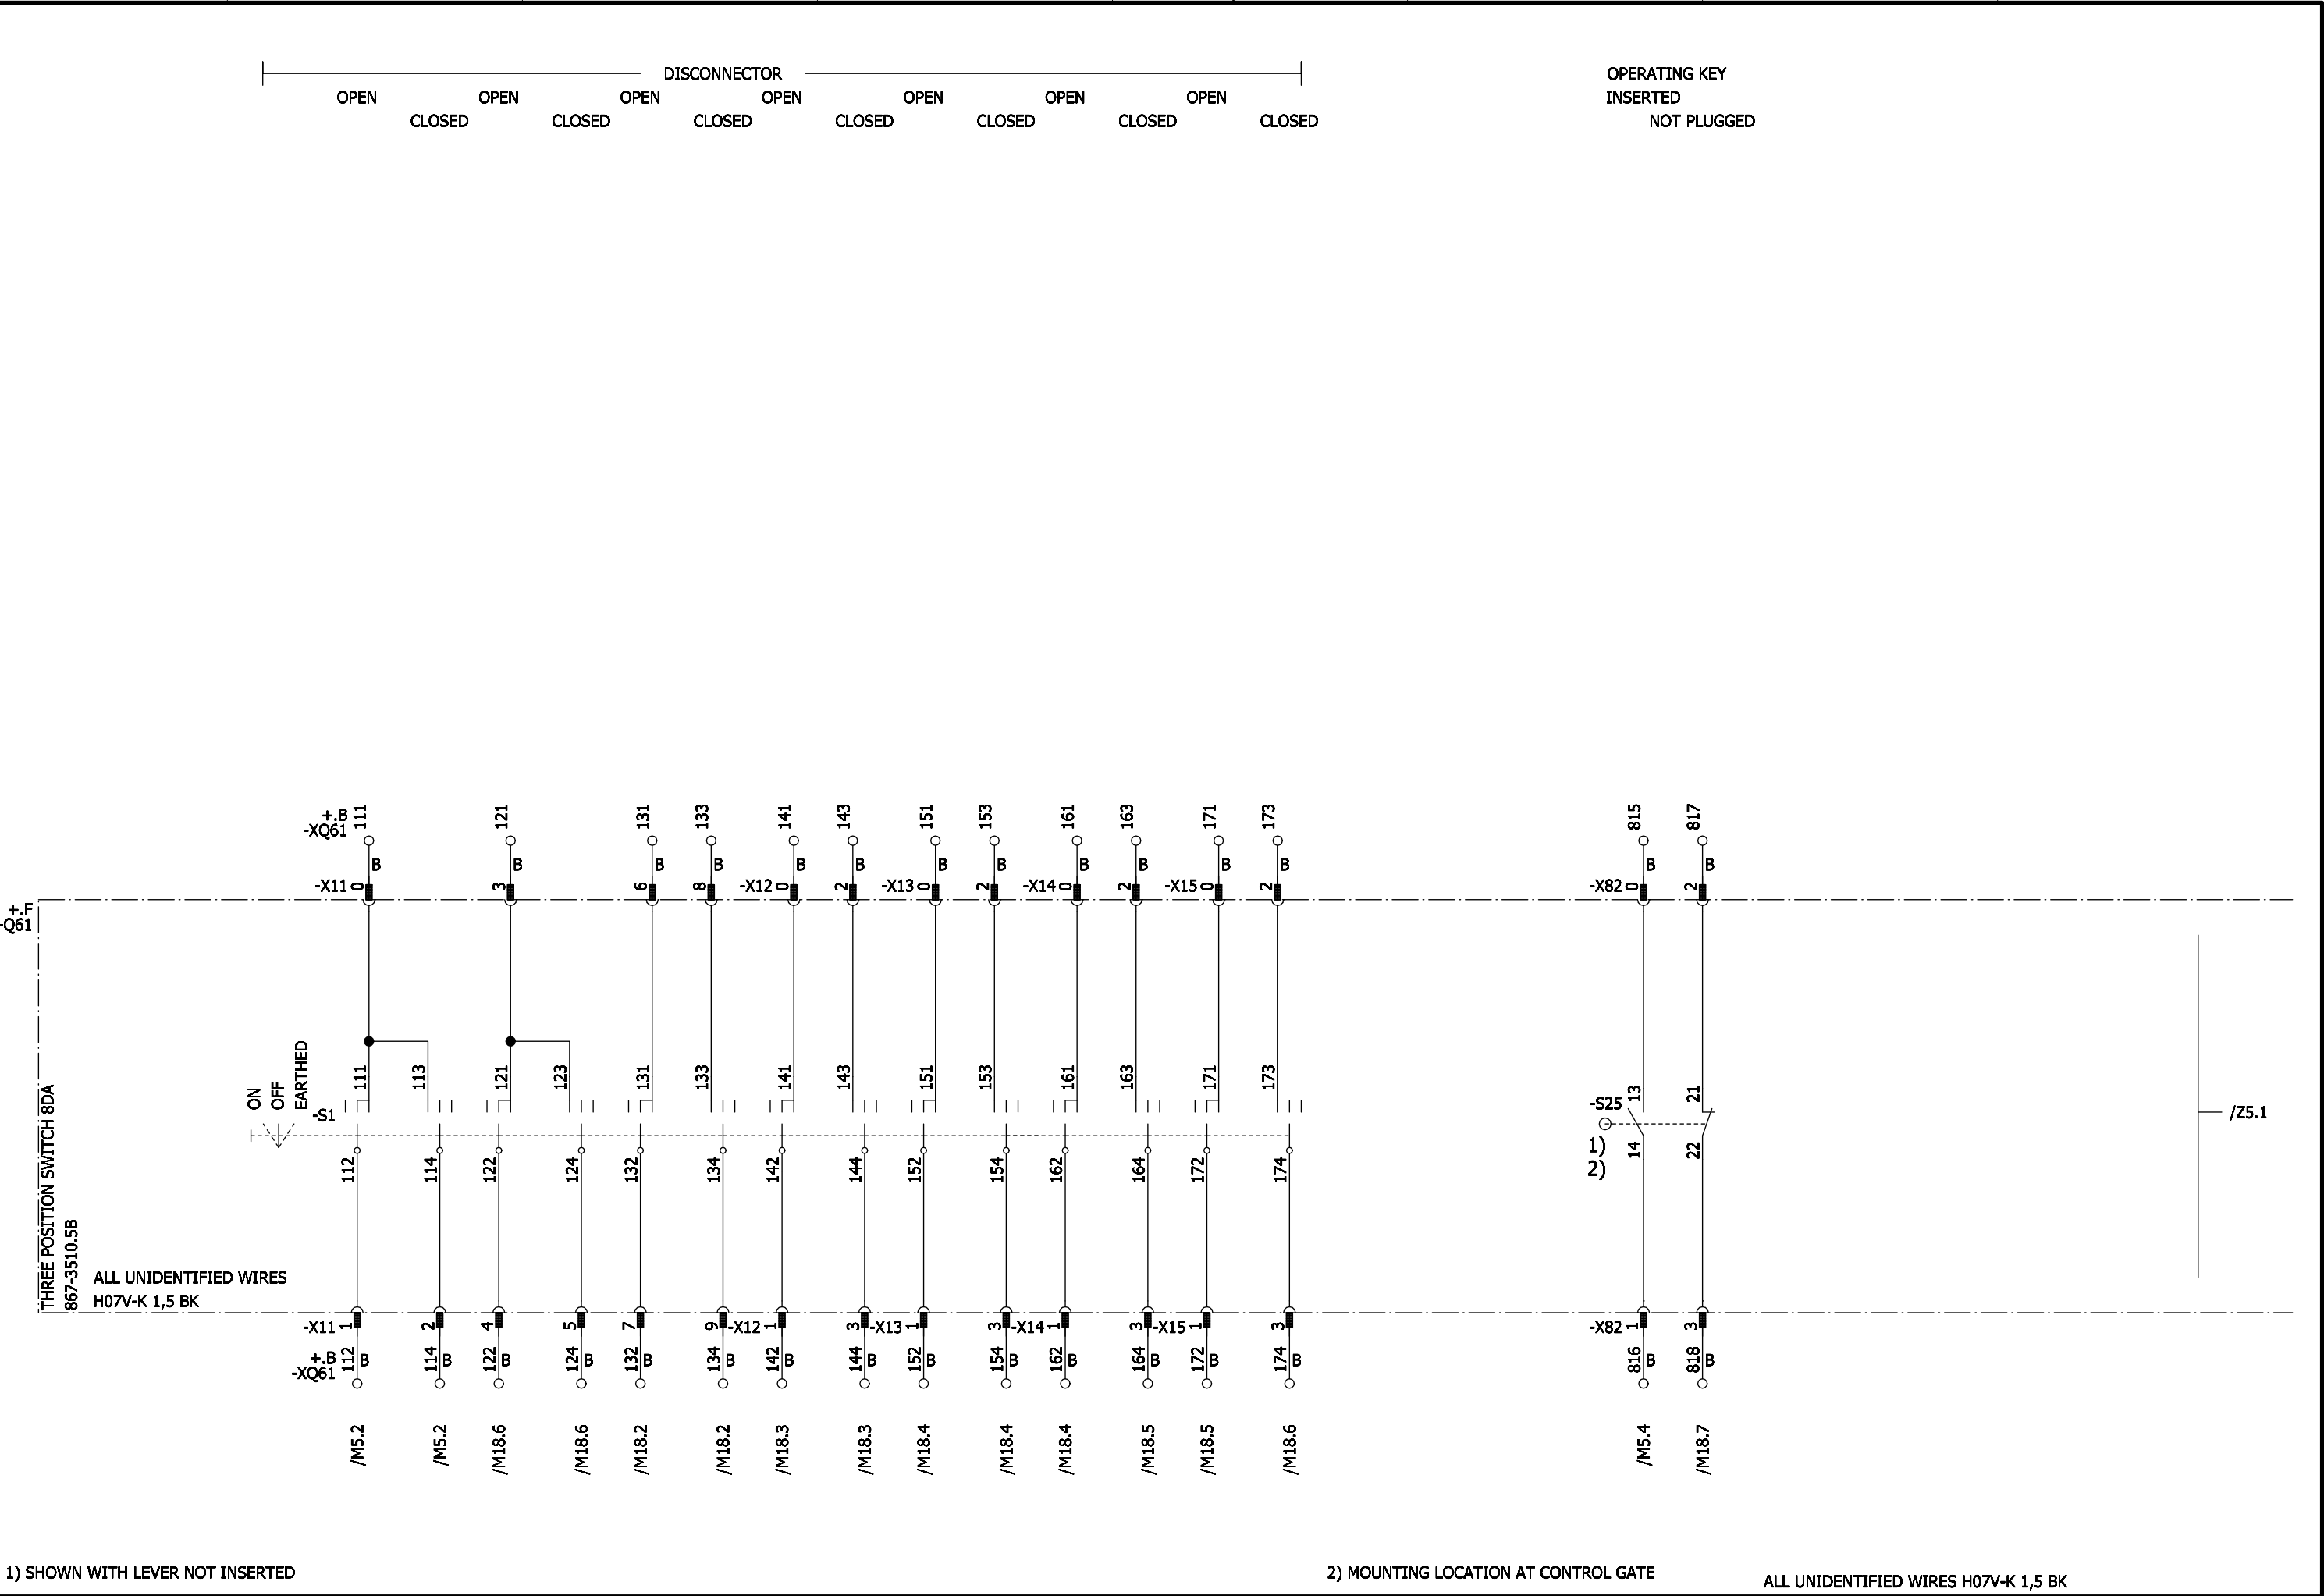 DISCONNECTOR
OPERATING KEY
OPEN OPEN OPEN OPEN OPEN OPEN OPEN INSERTED
CLOSED CLOSED CLOSED CLOSED CLOSED CLOSED CLOSED NOT PLUGGED
+.B
-XQ61 111 121 131 133 141 143 151 153 161 163 171 173 815 817
B B B B B B B B B B B B B B
-X11 0 3 6 8 -X12 0 2 -X13 0 2 -X14 0 2 -X15 0 2 -X82 0 2
+.F
-Q61
THREE POSITION SWITCH 8DA
867-3510.5B
ON
OFF
EARTHED
111 113 121 123 131 133 141 143 151 153 161 163 171 173 13 21
-S1
-S25
/Z5.1
1)
2)
112 114 122 124 132 134 142 144 152 154 162 164 172 174 14 22
ALL UNIDENTIFIED WIRES
H07V-K 1,5 BK
-X11 1 2 4 5 7 9 -X12 1 3 -X13 1 3 -X14 1 3 -X15 1 3 -X82 1 3
+.B
-XQ61 112 B 114 B 122 B 124 B 132 B 134 B 142 B 144 B 152 B 154 B 162 B 164 B 172 B 174 B 816 B 818 B
/M5.2 /M5.2 /M18.6 /M18.6 /M18.2 /M18.2 /M18.3 /M18.3 /M18.4 /M18.4 /M18.4 /M18.5 /M18.5 /M18.6 /M5.4 /M18.7
1) SHOWN WITH LEVER NOT INSERTED
2) MOUNTING LOCATION AT CONTROL GATE
ALL UNIDENTIFIED WIRES H07V-K 1,5 BK